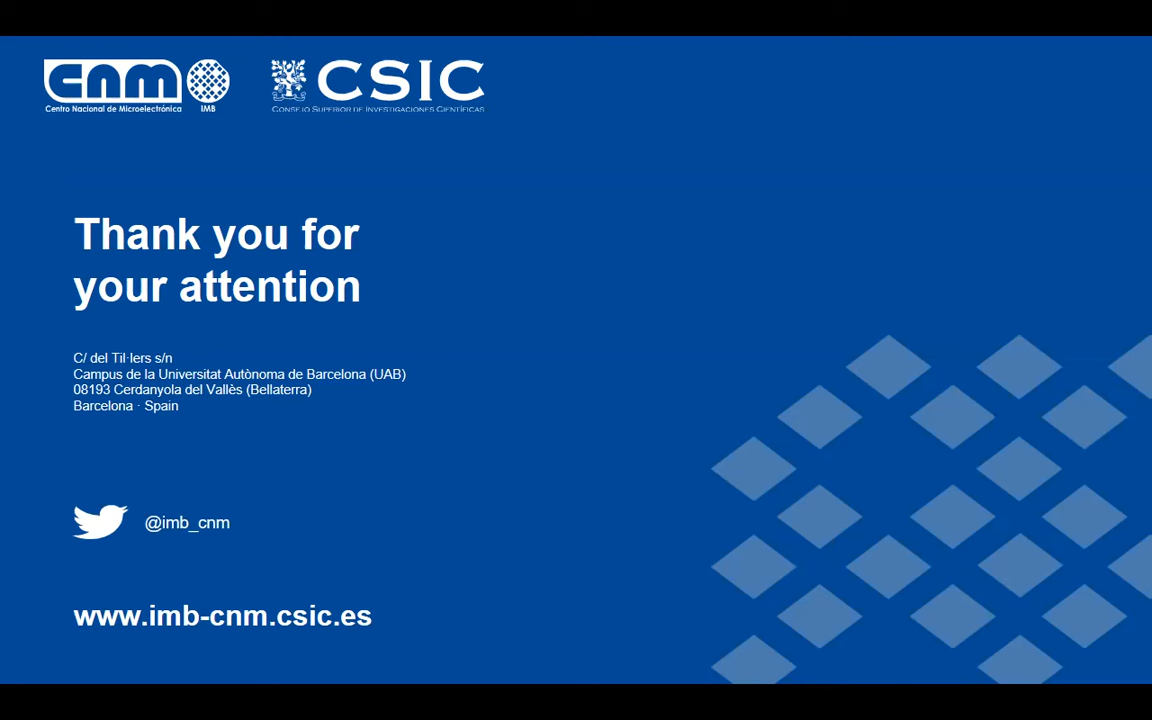 cnm
Centro Nacional de Microelectrónica
IMB
CSIC
CONSEJO SUPERIOR DE INVESTIGACIONES CIENTÍFICAS
Thank you for
your attention
C/ del Til·lers s/n
Campus de la Universitat Autònoma de Barcelona (UAB)
08193 Cerdanyola del Vallès (Bellaterra)
Barcelona · Spain
@imb_cnm
www.imb-cnm.csic.es